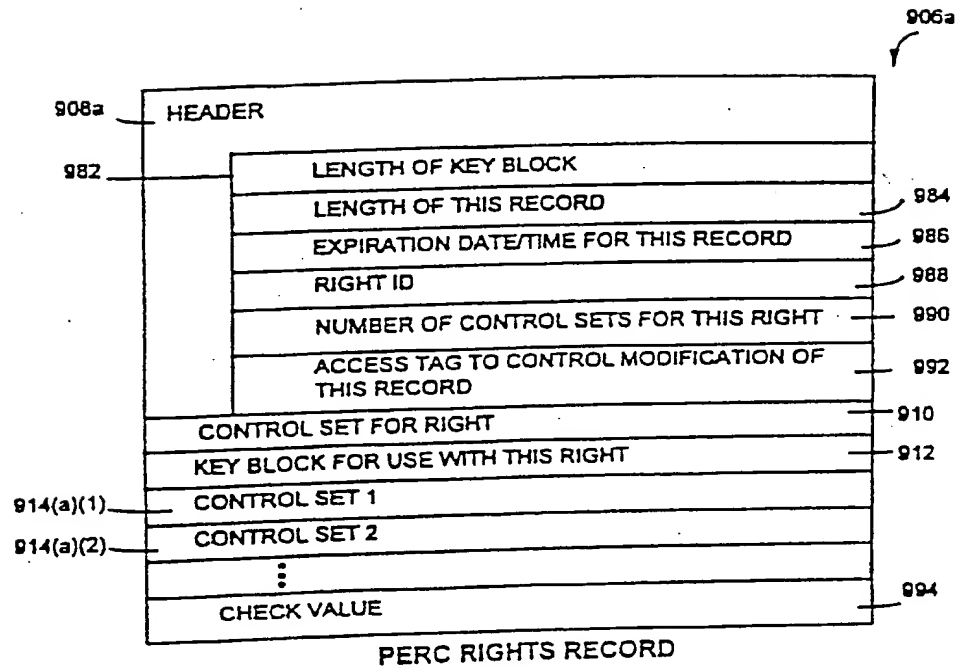 906a
908a
HEADER
982
LENGTH OF KEY BLOCK
LENGTH OF THIS RECORD
984
EXPIRATION DATE/TIME FOR THIS RECORD
986
RIGHT ID
988
NUMBER OF CONTROL SETS FOR THIS RIGHT
990
ACCESS TAG TO CONTROL MODIFICATION OF
THIS RECORD
992
CONTROL SET FOR RIGHT
910
KEY BLOCK FOR USE WITH THIS RIGHT
912
914(a)(1)
CONTROL SET 1
914(a)(2)
CONTROL SET 2
CHECK VALUE
994
PERC RIGHTS RECORD